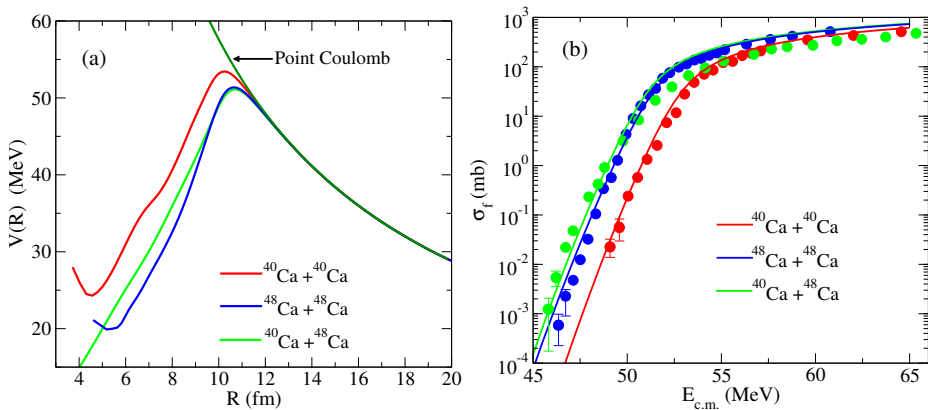 (a)
Point Coulomb
V(R) (MeV)
60
50
40
30
20
⁴⁰Ca + ⁴⁰Ca
⁴⁸Ca + ⁴⁸Ca
⁴⁰Ca + ⁴⁸Ca
4 6 8 10 12 14 16 18 20
R (fm)
(b)
σ_f (mb)
10³
10²
10¹
10⁰
10⁻¹
10⁻²
10⁻³
10⁻⁴
⁴⁰Ca + ⁴⁰Ca
⁴⁸Ca + ⁴⁸Ca
⁴⁰Ca + ⁴⁸Ca
45 50 55 60 65
E_c.m. (MeV)